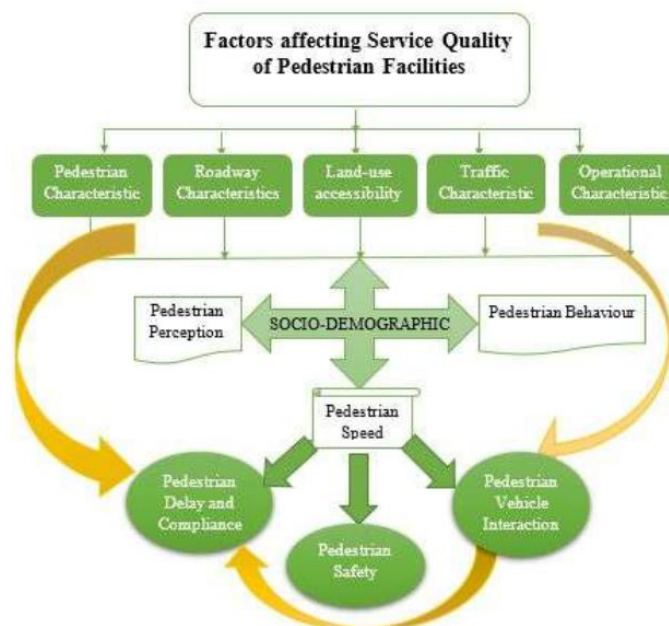 Factors affecting Service Quality
of Pedestrian Facilities
Pedestrian
Characteristic
Roadway
Characteristics
Land-use
accessibility
Traffic
Characteristic
Operational
Characteristic
Pedestrian
Perception
SOCIO-DEMOGRAPHIC
Pedestrian Behaviour
Pedestrian
Speed
Pedestrian
Delay and
Compliance
Pedestrian
Vehicle
Interaction
Pedestrian
Safety